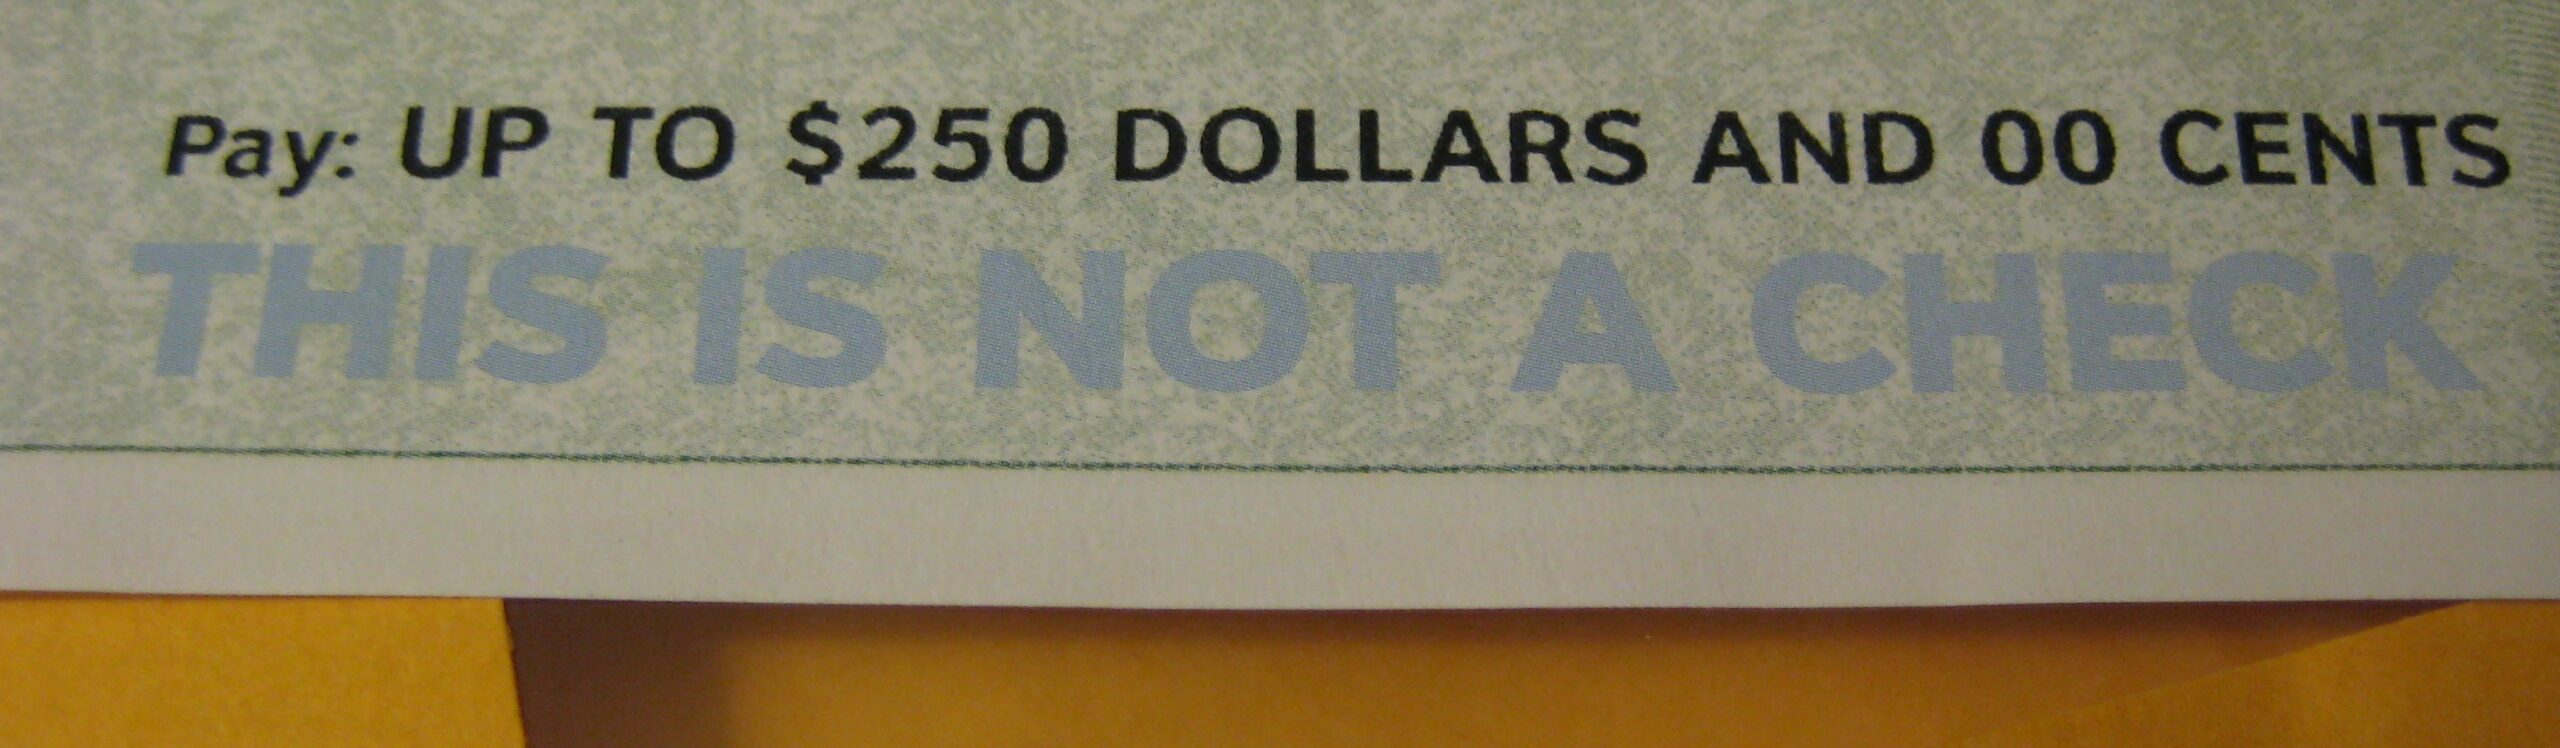 Pay: UP TO $250 DOLLARS AND 00 CENTS
THIS IS NOT A CHECK